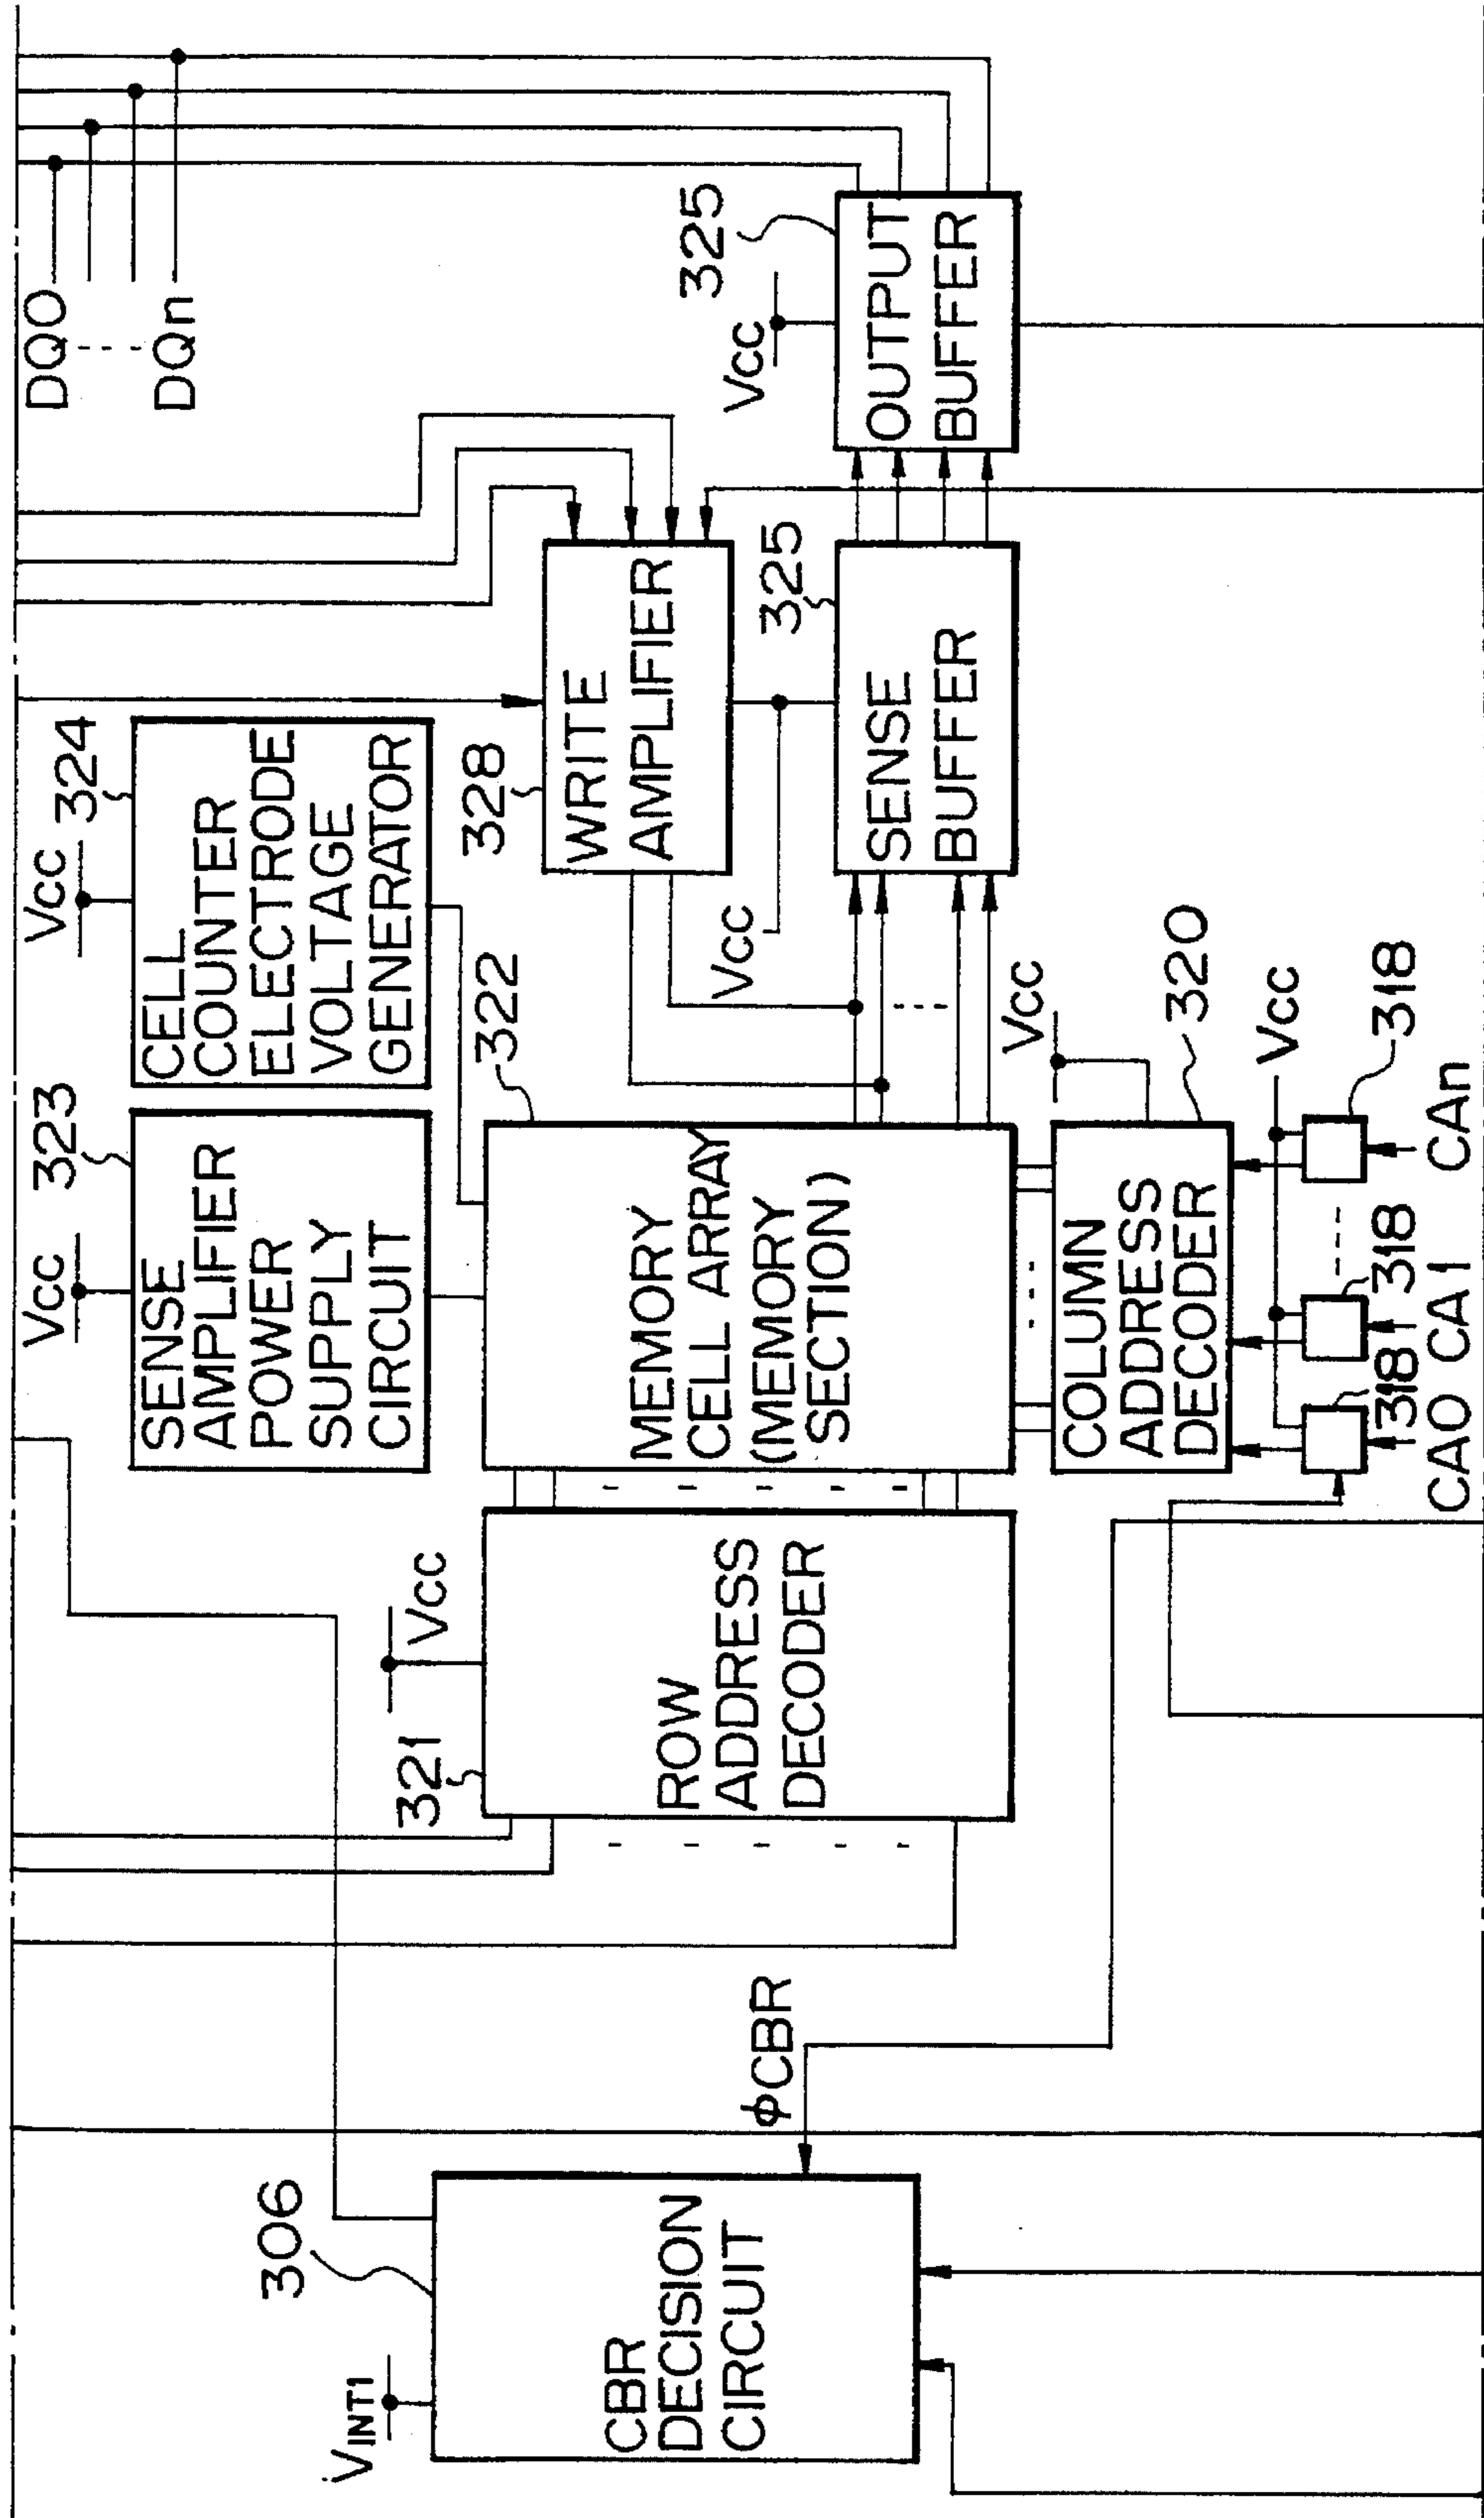 VINT1
306
CBR
DECISION
CIRCUIT
φCBR
321
Vcc
ROW
ADDRESS
DECODER
Vcc
323
SENSE
AMPLIFIER
POWER
SUPPLY
CIRCUIT
Vcc
324
CELL
COUNTER
ELECTRODE
VOLTAGE
GENERATOR
322
MEMORY
CELL ARRAY
(MEMORY
SECTION)
328
WRITE
AMPLIFIER
Vcc
325
SENSE
BUFFER
DQ0
DQn
Vcc
325
OUTPUT
BUFFER
Vcc
320
COLUMN
ADDRESS
DECODER
Vcc
318
318
318
CA0 CA1 CAn